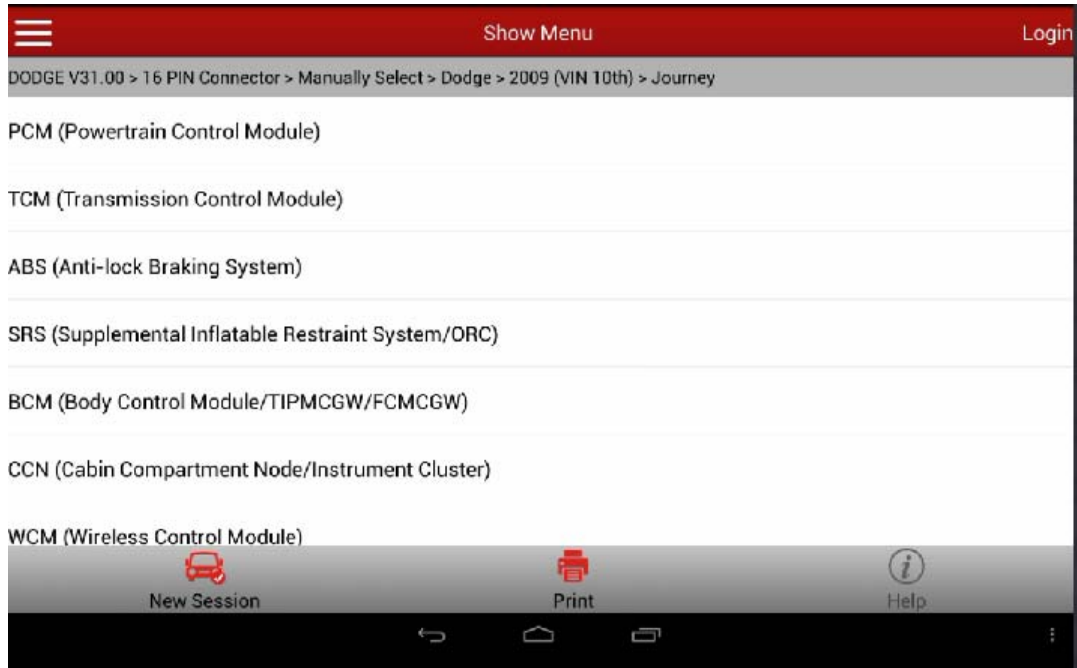 Show Menu
Login
DODGE V31.00 > 16 PIN Connector > Manually Select > Dodge > 2009 (VIN 10th) > Journey
PCM (Powertrain Control Module)
TCM (Transmission Control Module)
ABS (Anti-lock Braking System)
SRS (Supplemental Inflatable Restraint System/ORC)
BCM (Body Control Module/TIPMCGW/FCMCGW)
CCN (Cabin Compartment Node/Instrument Cluster)
WCM (Wireless Control Module)
New Session
Print
Help